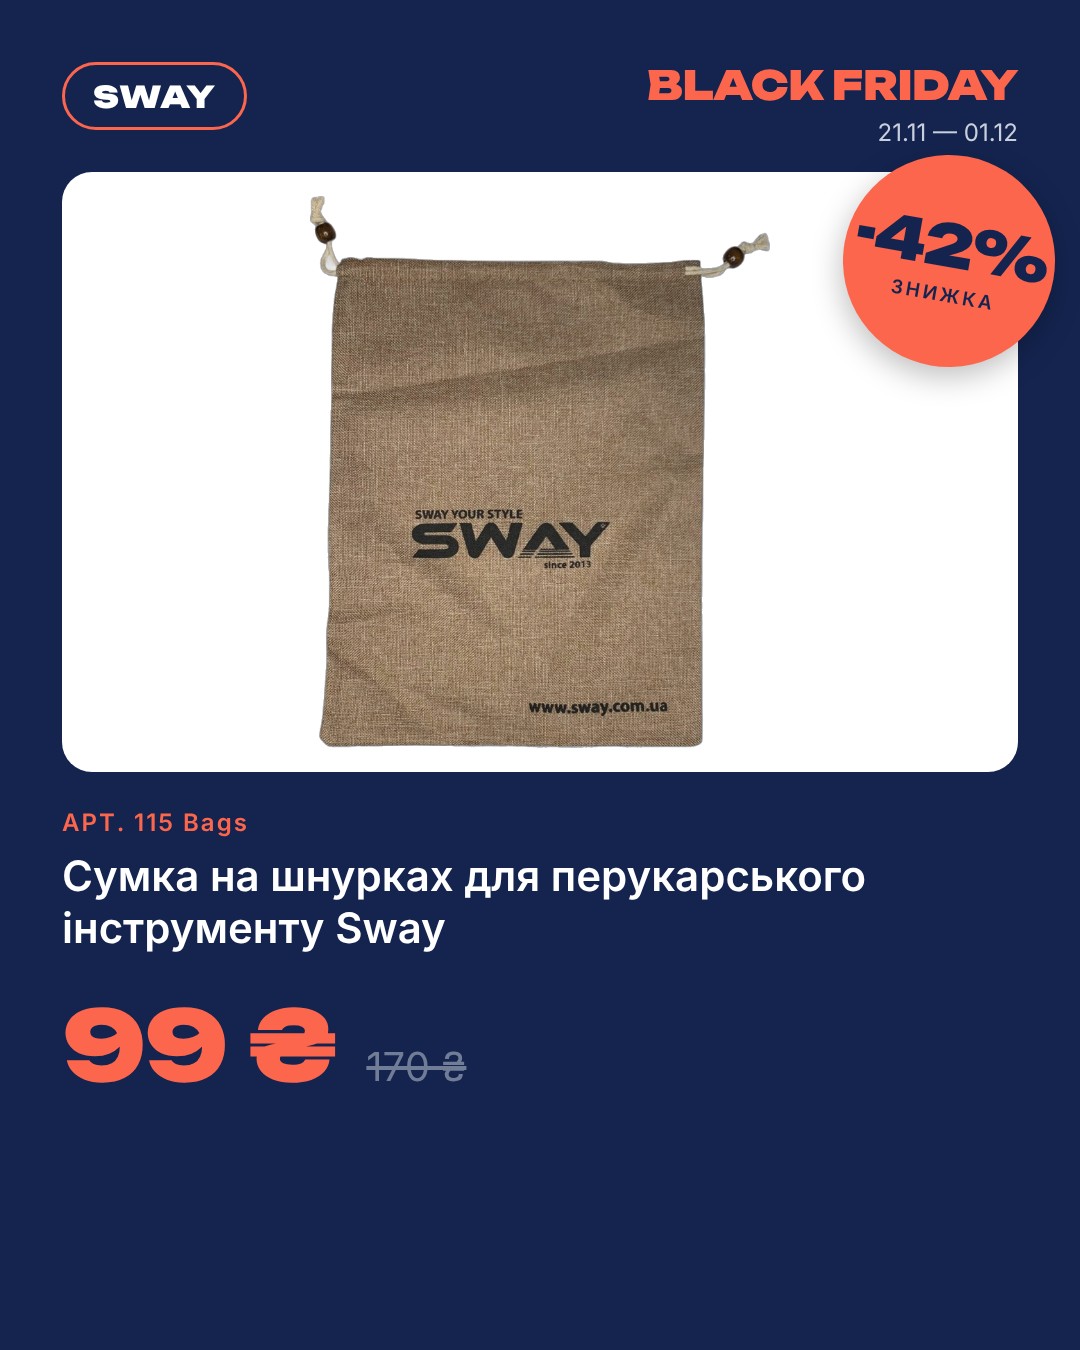 SWAY
BLACK FRIDAY
21.11 — 01.12
-42%
ЗНИЖКА
SWAY YOUR STYLE
SWAY
since 2013
www.sway.com.ua
АРТ. 115 Bags
Сумка на шнурках для перукарського
інструменту Sway
99 ₴
170 ₴